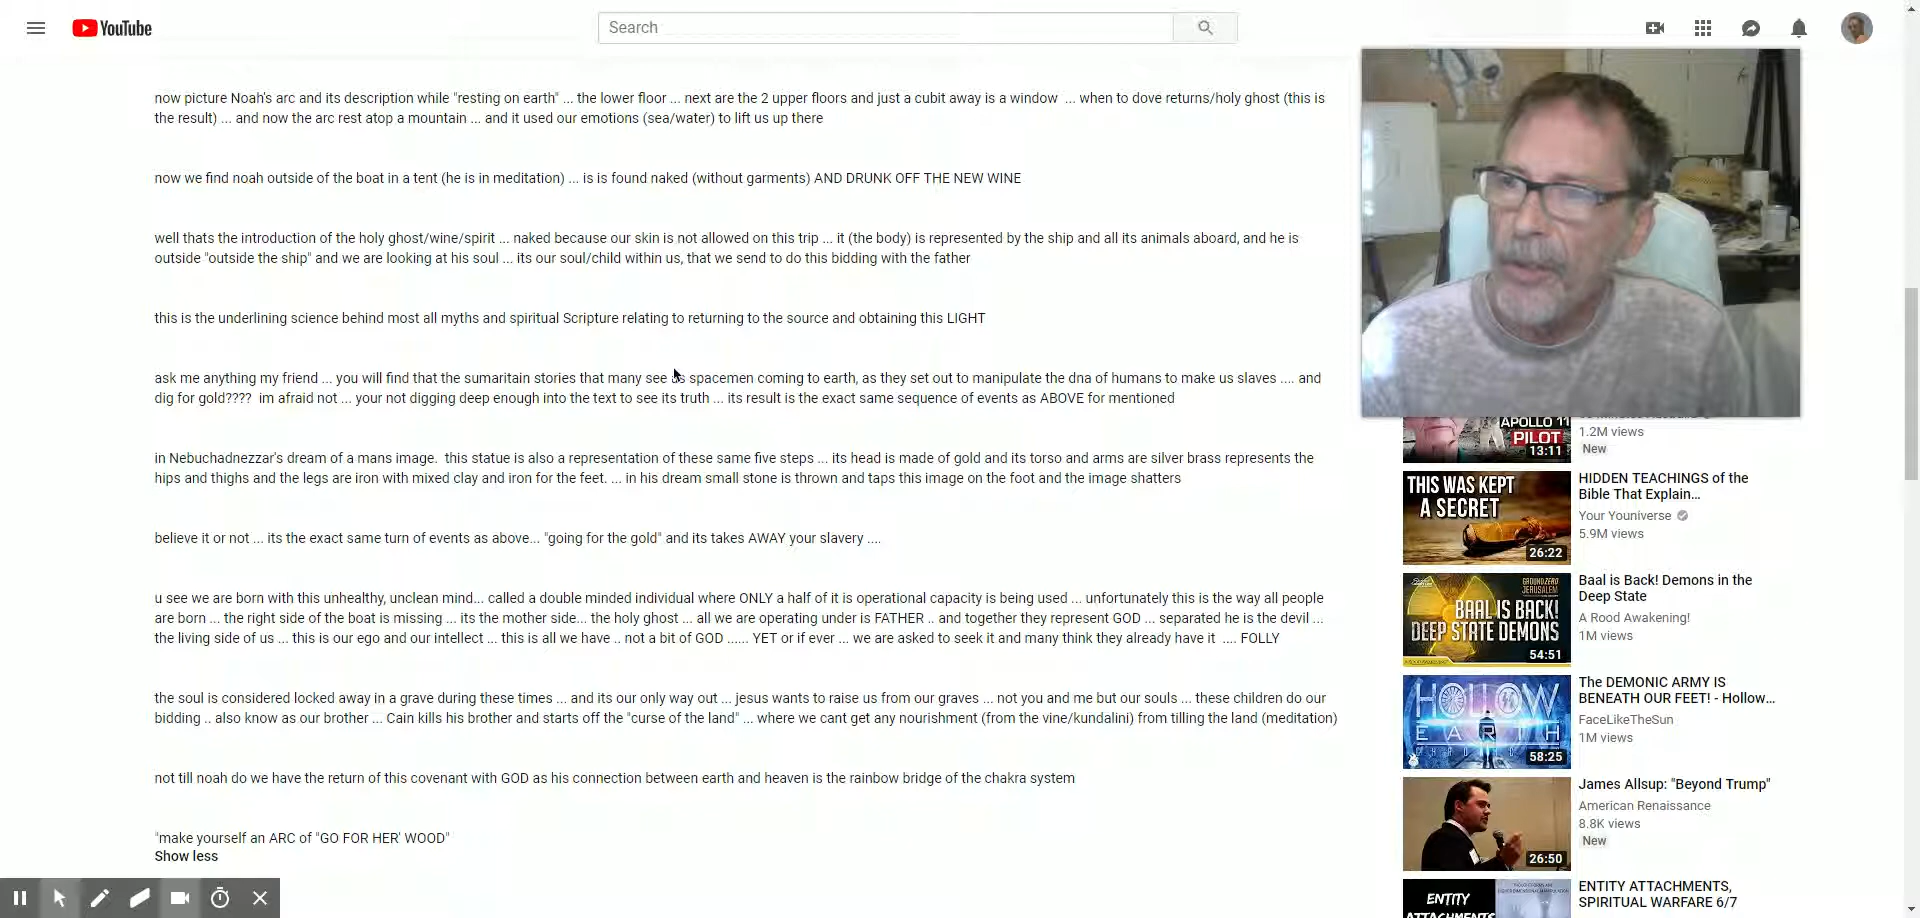 YouTube
Search
now picture Noah's arc and its description while "resting on earth" ... the lower floor ... next are the 2 upper floors and just a cubit away is a window ... when to dove returns/holy ghost (this is
the result) ... and now the arc rest atop a mountain ... and it used our emotions (sea/water) to lift us up there
now we find noah outside of the boat in a tent (he is in meditation) ... is is found naked (without garments) AND DRUNK OFF THE NEW WINE
well thats the introduction of the holy ghost/wine/spirit ... naked because our skin is not allowed on this trip ... it (the body) is represented by the ship and all its animals aboard, and he is
outside "outside the ship" and we are looking at his soul ... its our soul/child within us, that we send to do this bidding with the father
this is the underlining science behind most all myths and spiritual Scripture relating to returning to the source and obtaining this LIGHT
ask me anything my friend ... you will find that the sumaritain stories that many see as spacemen coming to earth, as they set out to manipulate the dna of humans to make us slaves .... and
dig for gold???? im afraid not ... your not digging deep enough into the text to see its truth ... its result is the exact same sequence of events as ABOVE for mentioned
in Nebuchadnezzar's dream of a mans image. this statue is also a representation of these same five steps ... its head is made of gold and its torso and arms are silver brass represents the
hips and thighs and the legs are iron with mixed clay and iron for the feet. ... in his dream small stone is thrown and taps this image on the foot and the image shatters
believe it or not ... its the exact same turn of events as above... "going for the gold" and its takes AWAY your slavery ....
u see we are born with this unhealthy, unclean mind... called a double minded individual where ONLY a half of it is operational capacity is being used ... unfortunately this is the way all people
are born ... the right side of the boat is missing ... its the mother side... the holy ghost ... all we are operating under is FATHER .. and together they represent GOD ... separated he is the devil ...
the living side of us ... this is our ego and our intellect ... this is all we have .. not a bit of GOD ...... YET or if ever ... we are asked to seek it and many think they already have it .... FOLLY
the soul is considered locked away in a grave during these times ... and its our only way out ... jesus wants to raise us from our graves ... not you and me but our souls ... these children do our
bidding .. also know as our brother ... Cain kills his brother and starts off the "curse of the land" ... where we cant get any nourishment (from the vine/kundalini) from tilling the land (meditation)
not till noah do we have the return of this covenant with GOD as his connection between earth and heaven is the rainbow bridge of the chakra system
"make yourself an ARC of "GO FOR HER' WOOD"
Show less
APOLLO 11
PILOT
13:11
1.2M views
New
THIS WAS KEPT
A SECRET
26:22
HIDDEN TEACHINGS of the
Bible That Explain...
Your Youniverse
5.9M views
GROUND ZERO
JERUSALEM
BAAL IS BACK!
DEEP STATE DEMONS
54:51
Baal is Back! Demons in the
Deep State
A Rood Awakening!
1M views
HOLLOW
EARTH
58:25
The DEMONIC ARMY IS
BENEATH OUR FEET! - Hollow...
FaceLikeTheSun
1M views
26:50
James Allsup: "Beyond Trump"
American Renaissance
8.8K views
New
ENTITY
ATTACHMENTS
ENTITY ATTACHMENTS,
SPIRITUAL WARFARE 6/7